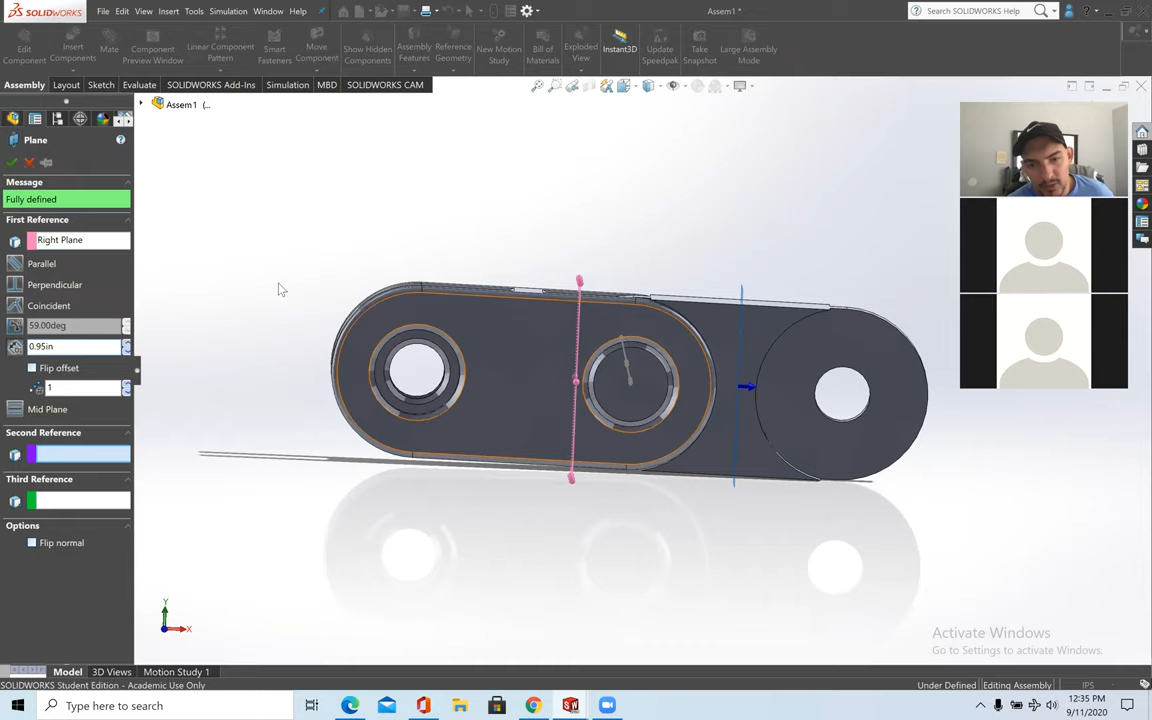 SOLIDWORKS File Edit View Insert Tools Simulation Window Help Assem1 * Search SOLIDWORKS Help
Edit Component Insert Components Mate Component Preview Window Linear Component Pattern Smart Fasteners Move Component Show Hidden Components Assembly Features Reference Geometry New Motion Study Bill of Materials Exploded View Instant3D Update Speedpak Take Snapshot Large Assembly Mode
Assembly Layout Sketch Evaluate SOLIDWORKS Add-Ins Simulation MBD SOLIDWORKS CAM
Assem1 (...
Plane
Message
Fully defined
First Reference
Right Plane
Parallel
Perpendicular
Coincident
59.00deg
0.95in
Flip offset
1
Mid Plane
Second Reference
Third Reference
Options
Flip normal
Y
X
Activate Windows
Go to Settings to activate Windows.
Model 3D Views Motion Study 1
SOLIDWORKS Student Edition - Academic Use Only Under Defined Editing Assembly IPS
Type here to search 12:35 PM
9/11/2020